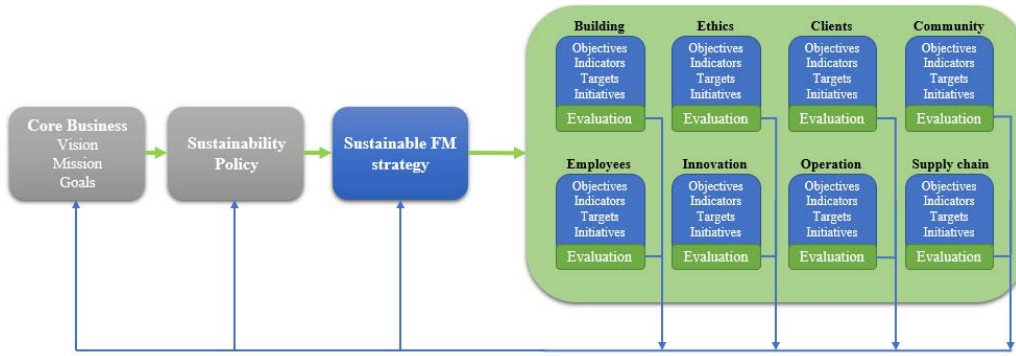 Core Business
Vision
Mission
Goals
Sustainability
Policy
Sustainable FM
strategy
Building
Objectives
Indicators
Targets
Initiatives
Evaluation
Ethics
Objectives
Indicators
Targets
Initiatives
Evaluation
Clients
Objectives
Indicators
Targets
Initiatives
Evaluation
Community
Objectives
Indicators
Targets
Initiatives
Evaluation
Employees
Objectives
Indicators
Targets
Initiatives
Evaluation
Innovation
Objectives
Indicators
Targets
Initiatives
Evaluation
Operation
Objectives
Indicators
Targets
Initiatives
Evaluation
Supply chain
Objectives
Indicators
Targets
Initiatives
Evaluation